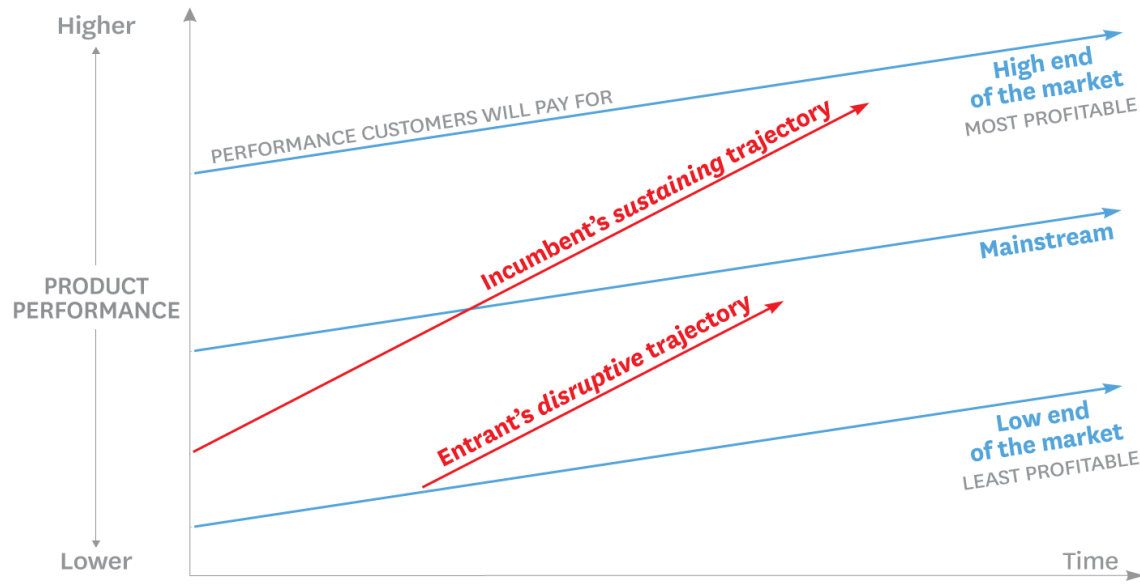 Higher
PERFORMANCE CUSTOMERS WILL PAY FOR
High end
of the market
MOST PROFITABLE
Incumbent’s sustaining trajectory
Mainstream
PRODUCT
PERFORMANCE
Entrant’s disruptive trajectory
Low end
of the market
LEAST PROFITABLE
Lower
Time